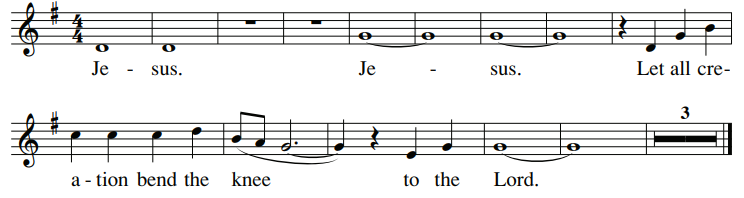 Je - sus. Je - sus. Let all cre-
3
a - tion bend the knee to the Lord.